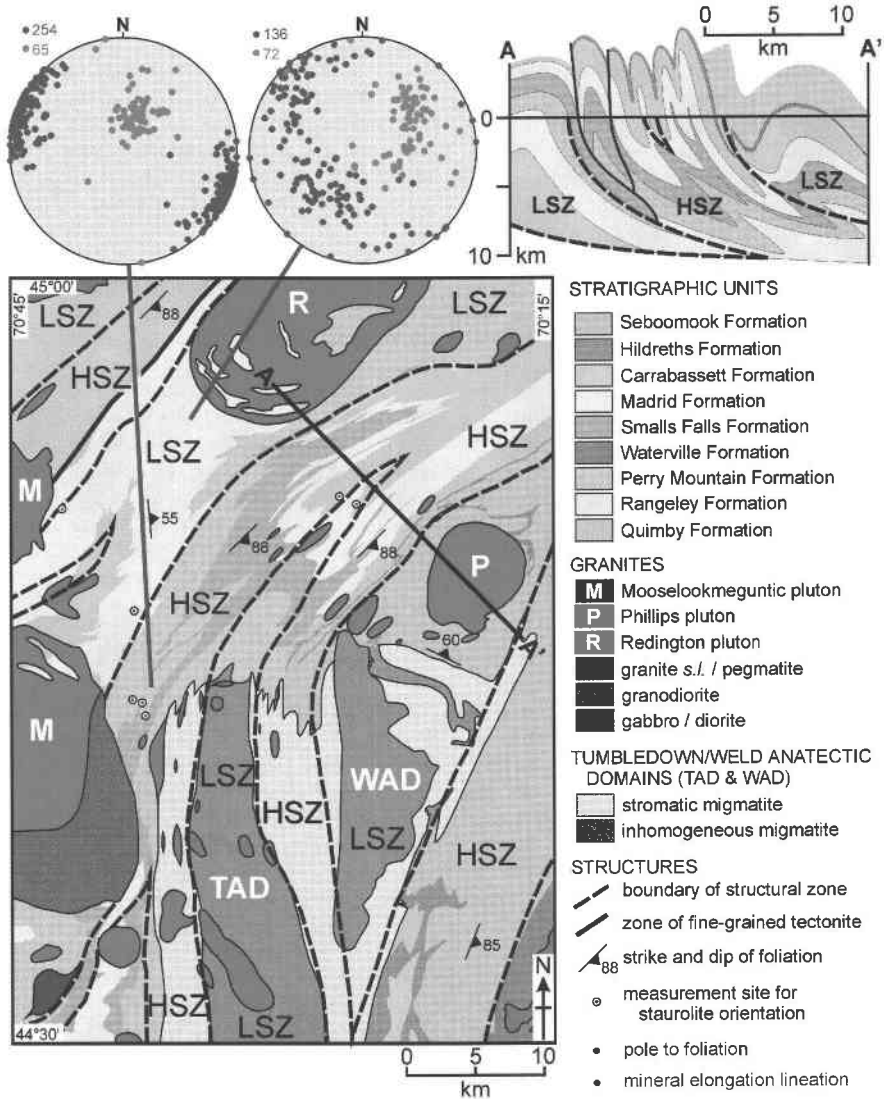 N
254
65
N
136
72
0 5 10
km
A
A'
0
10
km
LSZ
HSZ
LSZ
45°00'
70°45'
70°15'
LSZ
88
HSZ
R
LSZ
A
LSZ
HSZ
M
55
88
88
P
HSZ
60
A'
M
LSZ
WAD
HSZ
LSZ
HSZ
TAD
85
N
HSZ
LSZ
44°30'
0 5 10
km
STRATIGRAPHIC UNITS
Seboomook Formation
Hildreths Formation
Carrabassett Formation
Madrid Formation
Smalls Falls Formation
Waterville Formation
Perry Mountain Formation
Rangeley Formation
Quimby Formation
GRANITES
M Mooselookmeguntic pluton
P Phillips pluton
R Redington pluton
granite s.l. / pegmatite
granodiorite
gabbro / diorite
TUMBLEDOWN/WELD ANATECTIC
DOMAINS (TAD & WAD)
stromatic migmatite
inhomogeneous migmatite
STRUCTURES
boundary of structural zone
zone of fine-grained tectonite
88 strike and dip of foliation
measurement site for
staurolite orientation
pole to foliation
mineral elongation lineation